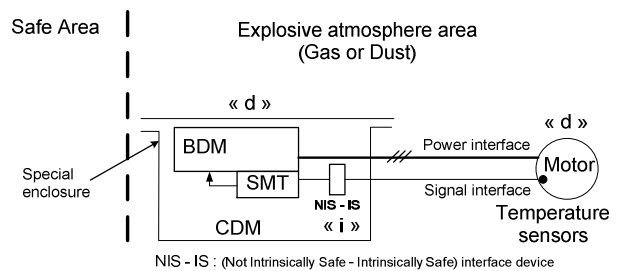 Safe Area
Explosive atmosphere area
(Gas or Dust)
« d »
« d »
Special
enclosure
BDM
SMT
CDM
NIS - IS
« i »
Power interface
Signal interface
Motor
Temperature
sensors
NIS - IS : (Not Intrinsically Safe - Intrinsically Safe) interface device